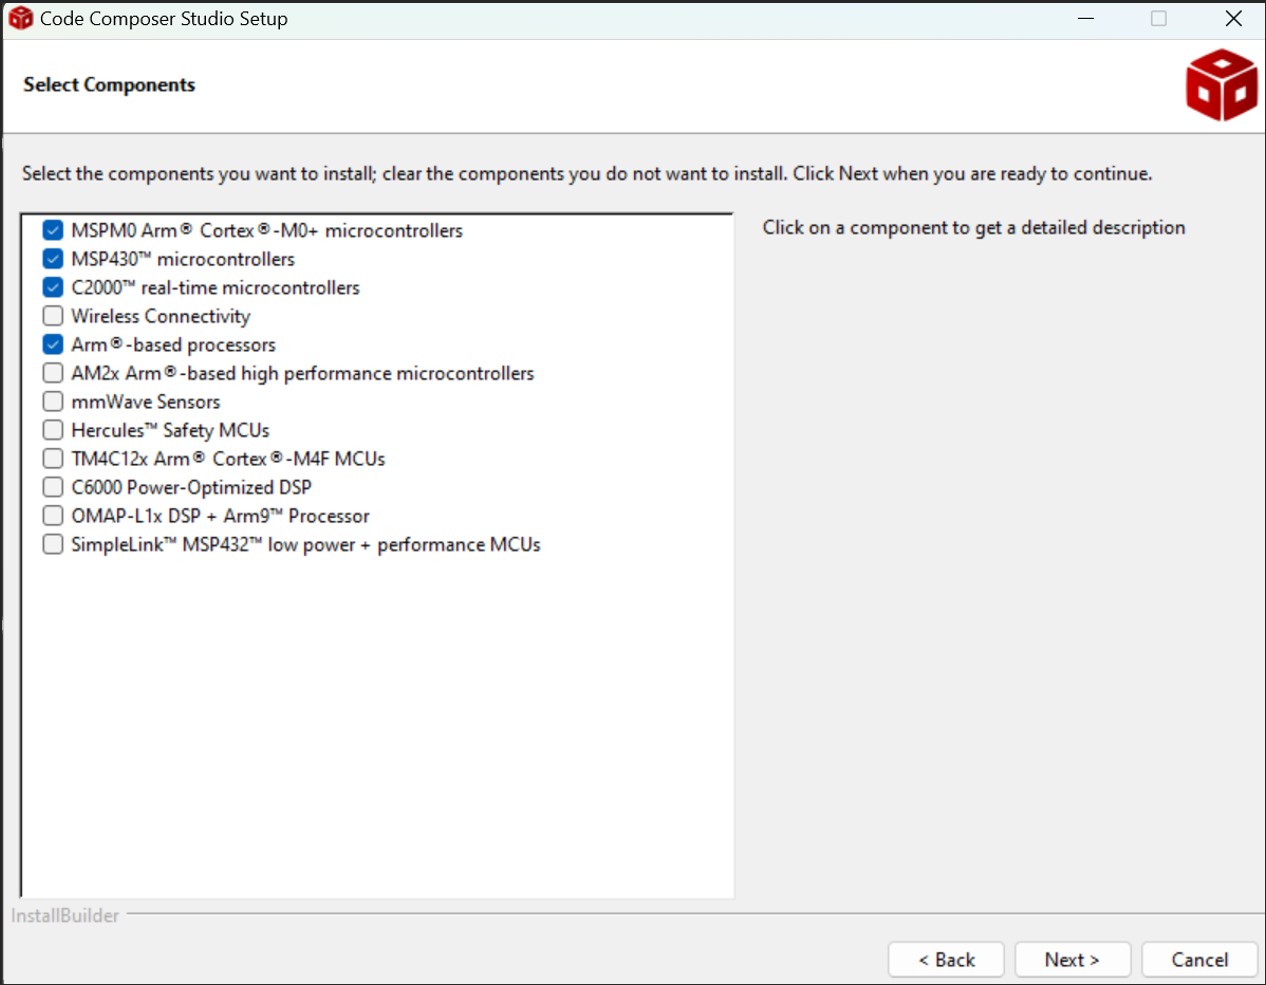 Code Composer Studio Setup
Select Components
Select the components you want to install; clear the components you do not want to install. Click Next when you are ready to continue.
MSPM0 Arm® Cortex®-M0+ microcontrollers
Click on a component to get a detailed description
MSP430™ microcontrollers
C2000™ real-time microcontrollers
Wireless Connectivity
Arm®-based processors
AM2x Arm®-based high performance microcontrollers
mmWave Sensors
Hercules™ Safety MCUs
TM4C12x Arm® Cortex®-M4F MCUs
C6000 Power-Optimized DSP
OMAP-L1x DSP + Arm9™ Processor
SimpleLink™ MSP432™ low power + performance MCUs
InstallBuilder
< Back
Next >
Cancel